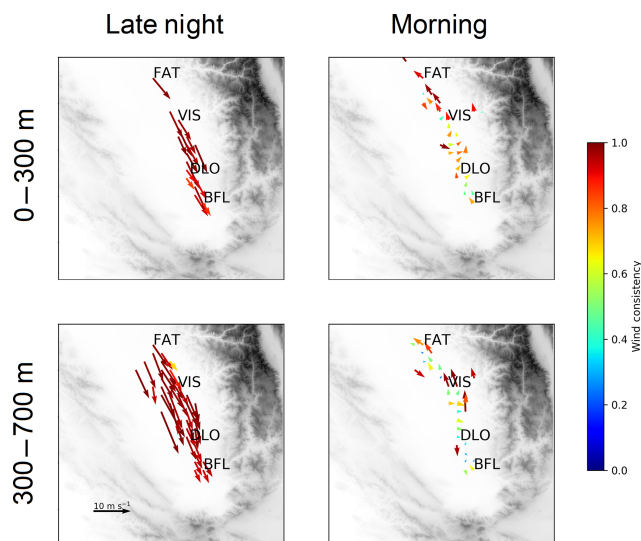 Late night
Morning
0−300 m
FAT
VIS
DLO
BFL
FAT
VIS
DLO
BFL
300−700 m
FAT
VIS
DLO
BFL
10 m s⁻¹
FAT
VIS
DLO
BFL
1.0
0.8
0.6
0.4
0.2
0.0
Wind consistency